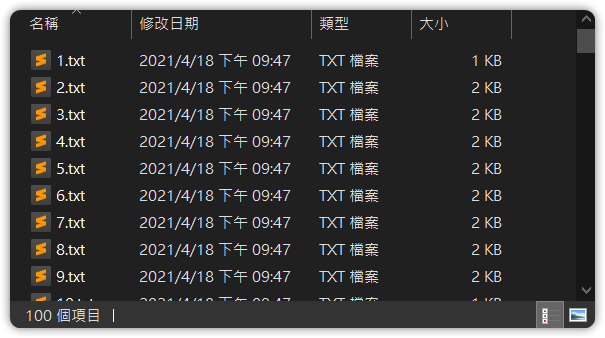 名稱 修改日期 類型 大小
1.txt 2021/4/18 下午 09:47 TXT 檔案 1 KB
2.txt 2021/4/18 下午 09:47 TXT 檔案 2 KB
3.txt 2021/4/18 下午 09:47 TXT 檔案 2 KB
4.txt 2021/4/18 下午 09:47 TXT 檔案 2 KB
5.txt 2021/4/18 下午 09:47 TXT 檔案 2 KB
6.txt 2021/4/18 下午 09:47 TXT 檔案 2 KB
7.txt 2021/4/18 下午 09:47 TXT 檔案 2 KB
8.txt 2021/4/18 下午 09:47 TXT 檔案 2 KB
9.txt 2021/4/18 下午 09:47 TXT 檔案 2 KB
100 個項目